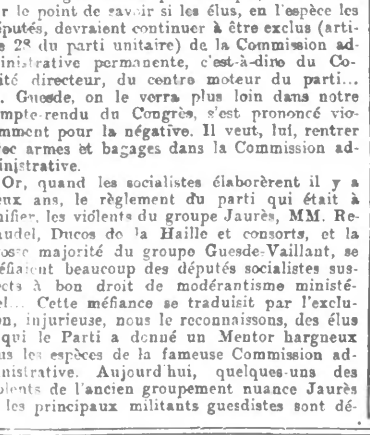 r le point de savoir si les élus, en l'espèce les
éputés, devraient continuer à être exclus (arti-
e 28 du parti unitaire) de la Commission ad-
inistrative permanente, c'est-à-dire du Co-
ité directeur, du centre moteur du parti...
. Guesde, on le verra plus loin dans notre
mpte-rendu du Congrès, s'est prononcé vio-
mment pour la négative. Il veut, lui, rentrer
vec armes et bagages dans la Commission ad-
inistrative.
Or, quand les socialistes élaborèrent il y a
eux ans, le règlement du parti qui était à
nifier, les violents du groupe Jaurès, MM. Re-
audel, Ducos de la Haille et consorts, et la
osse majorité du groupe Guesde-Vaillant, se
éfiaient beaucoup des députés socialistes sus-
ects à bon droit de modérantisme ministé-
el... Cette méfiance se traduisit par l'exclu-
on, injurieuse, nous le reconnaissons, des élus
qui le Parti a donné un Mentor hargneux
us les espèces de la fameuse Commission ad-
inistrative. Aujourd'hui, quelques-uns des
olents de l'ancien groupement nuance Jaurès
les principaux militants guesdistes sont dé-